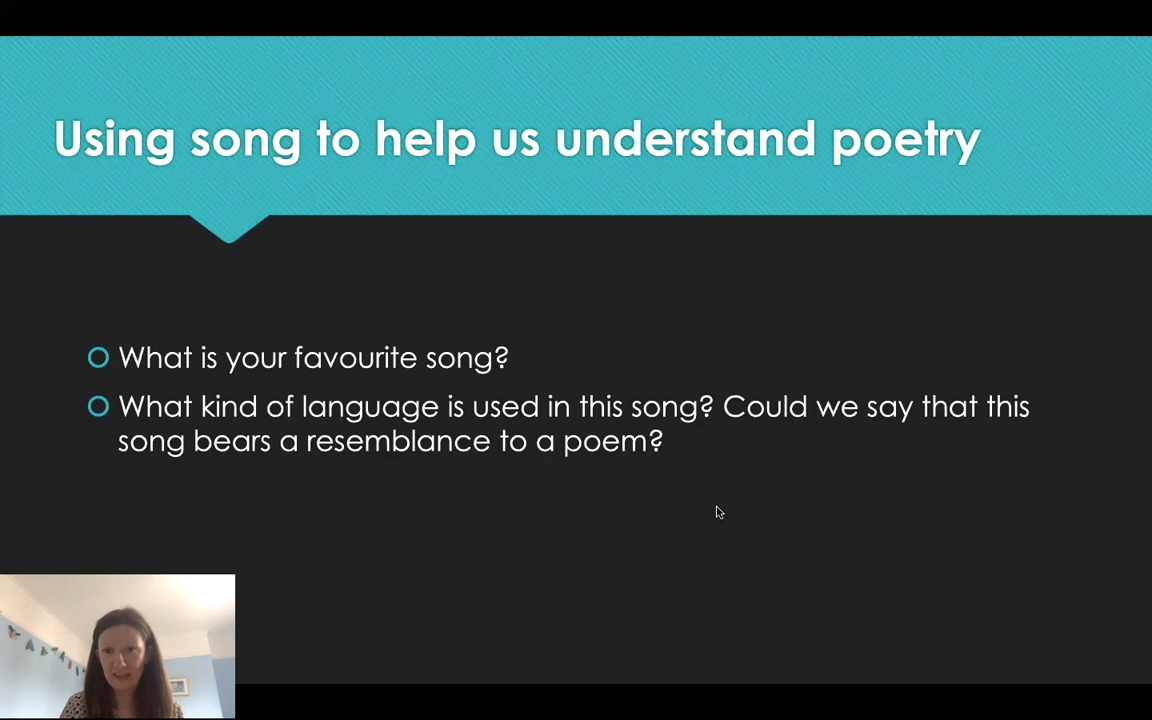 Using song to help us understand poetry
What is your favourite song?
What kind of language is used in this song? Could we say that this
song bears a resemblance to a poem?